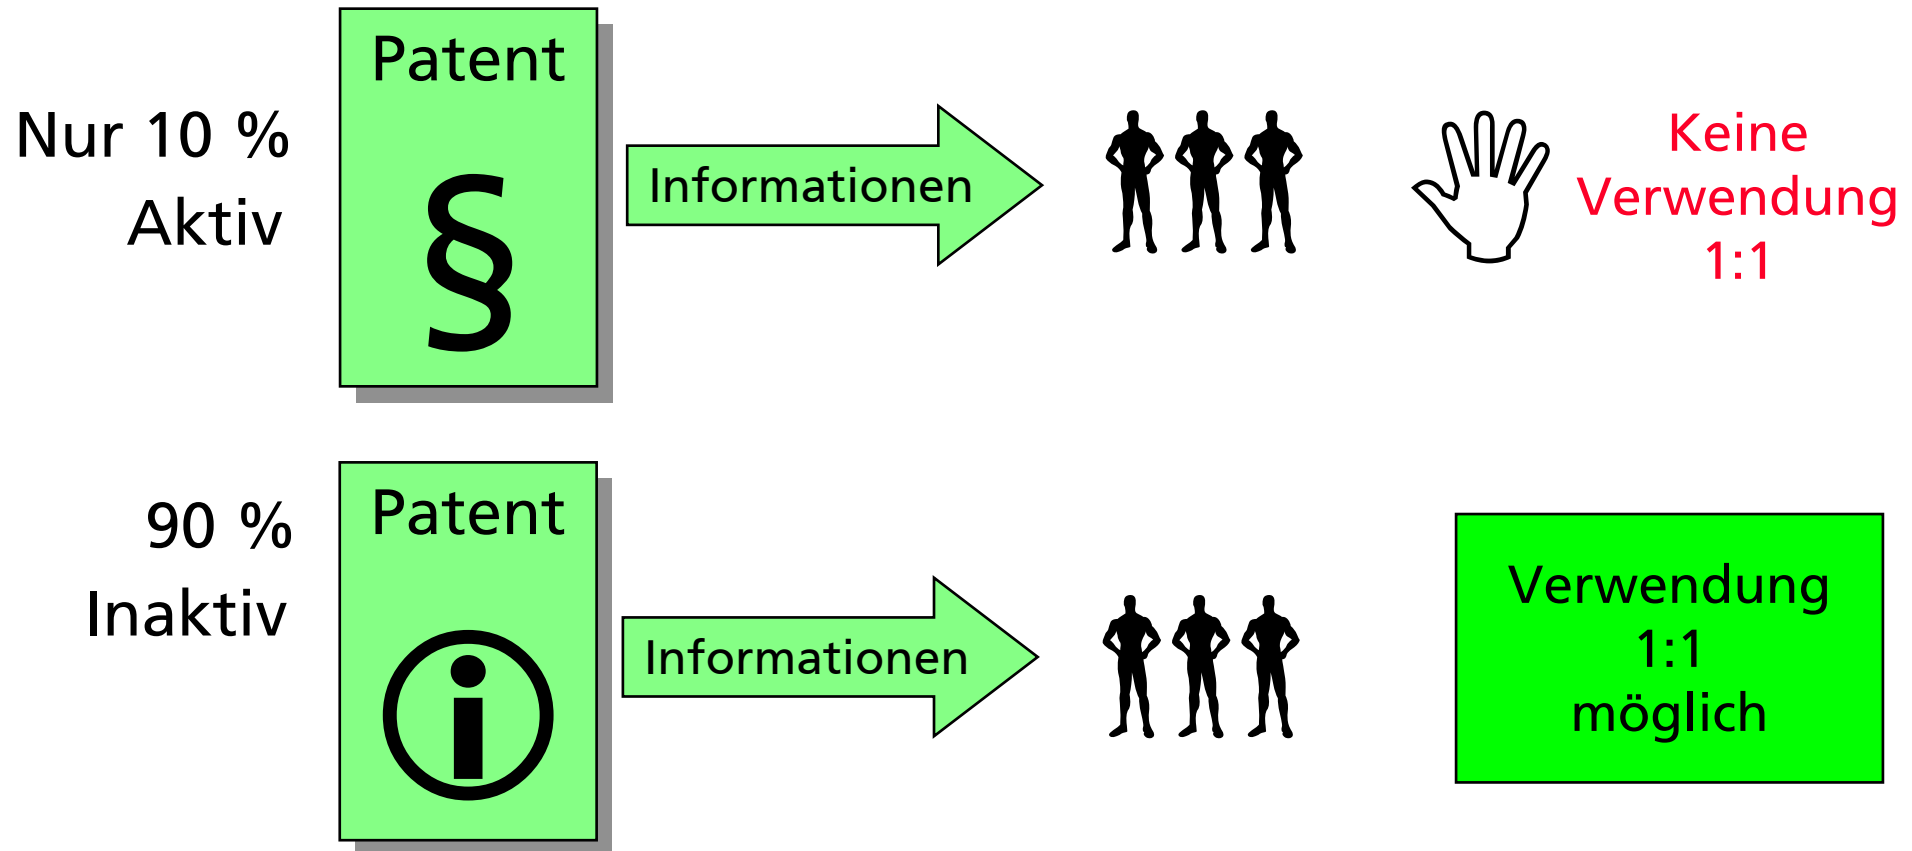 Nur 10 %
Aktiv
Patent
§
Informationen
Keine
Verwendung
1:1
90 %
Inaktiv
Patent
i
Informationen
Verwendung
1:1
möglich